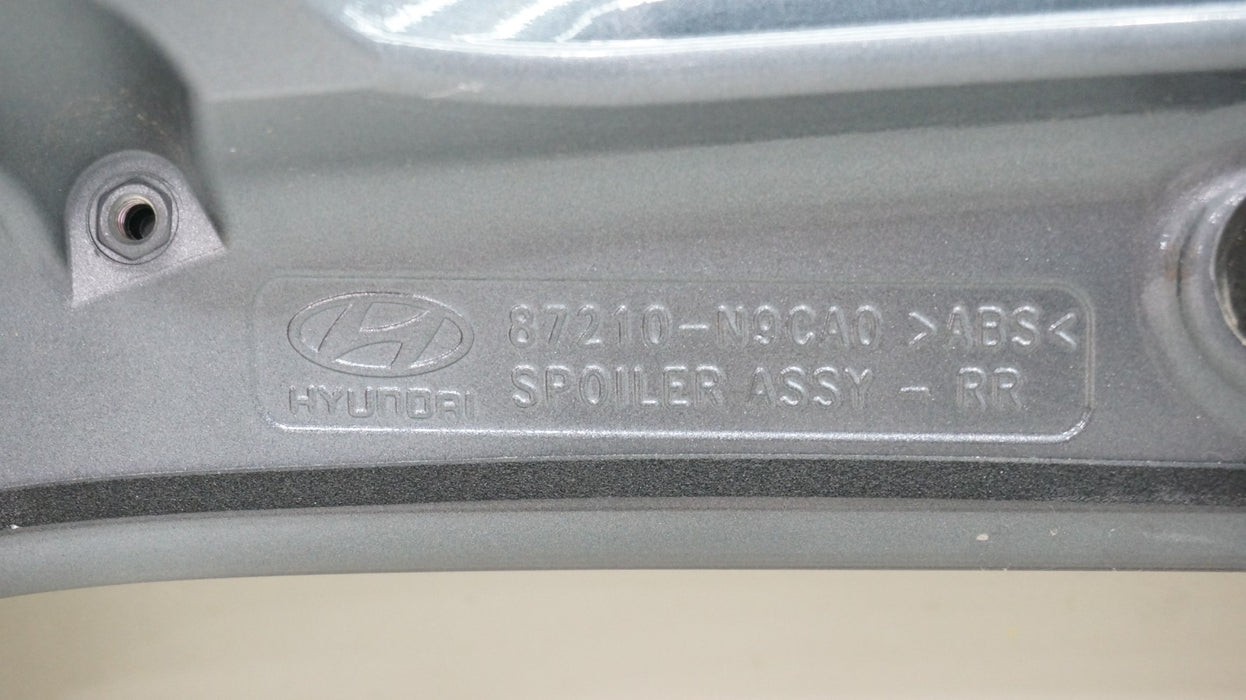 87210-N9CA0 >ABS<
HYUNDAI SPOILER ASSY - RR